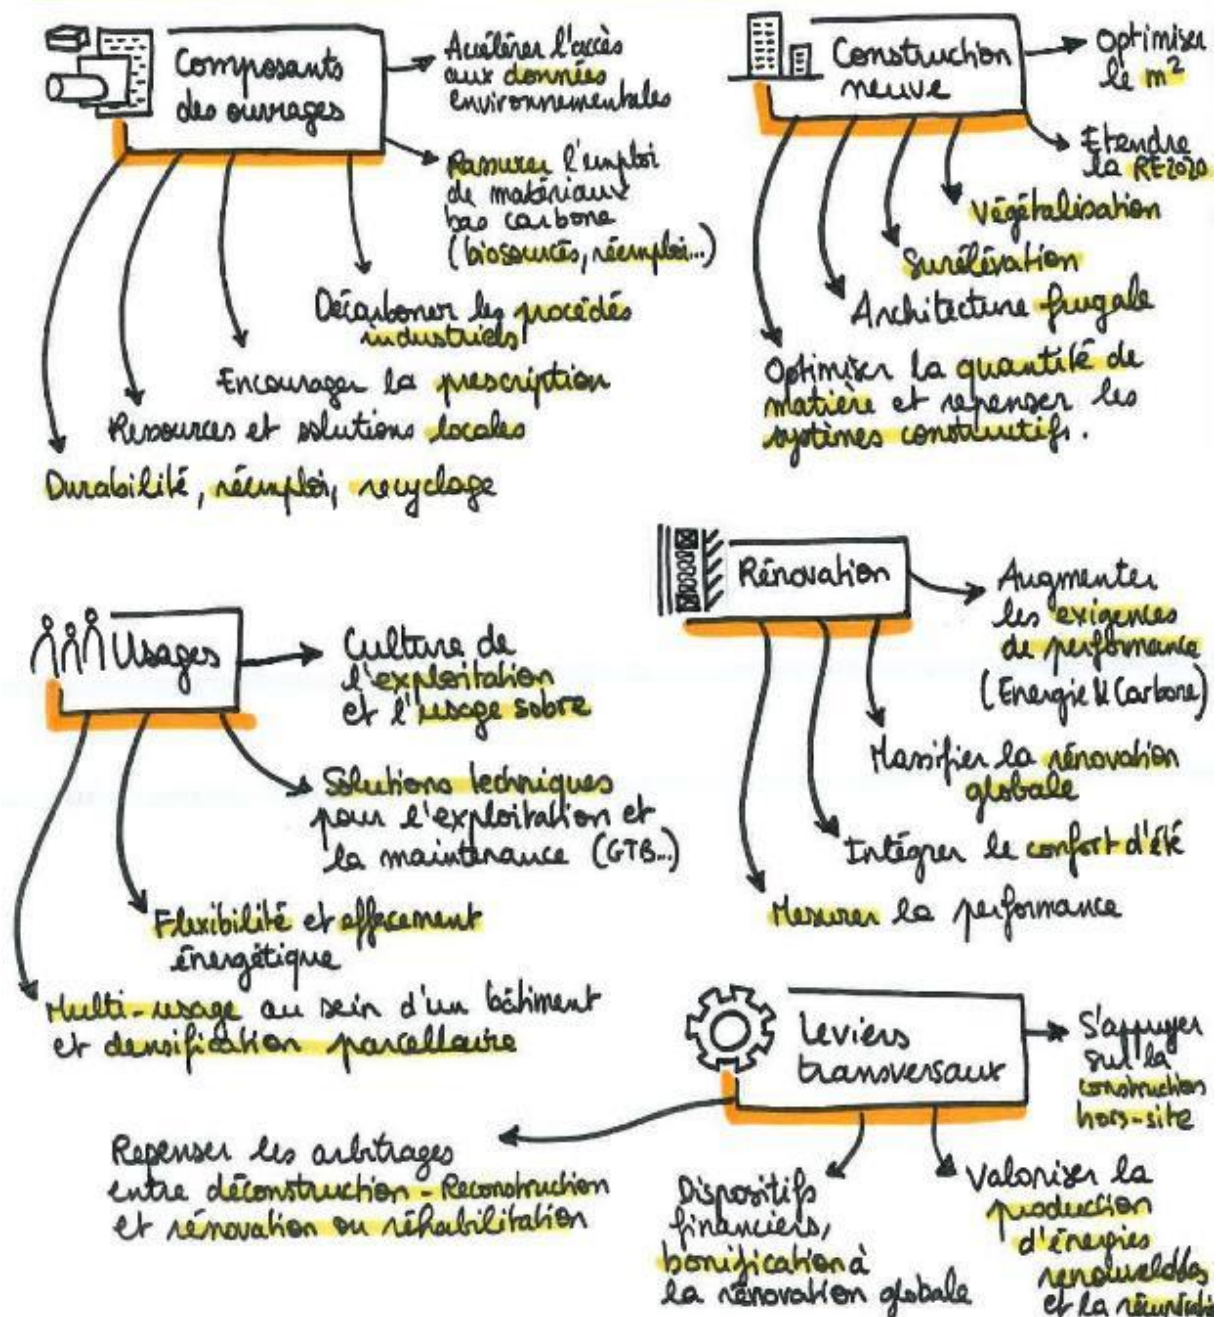 Composants
des ouvrages
Accélérer l'accès
aux données
environnementales
Rassurer l'emploi
de matériaux
bas carbone
(biosourcés, réemploi...)
Décarboner les procédés
industriels
Encourager la prescription
Ressources et solutions locales
Durabilité, réemploi, recyclage
Construction
neuve
Optimiser
le m²
Etendre
la RE2020
Végétalisation
Surélévation
Architecture frugale
Optimiser la quantité de
matière et repenser les
systèmes constructifs.
Usages
Culture de
l'exploitation
et l'usage sobre
Solutions techniques
pour l'exploitation et
la maintenance (GTB...)
Flexibilité et effacement
énergétique
Multi-usage au sein d'un bâtiment
et densification parcellaire
Rénovation
Augmenter
les exigences
de performance
(Energie & Carbone)
Massifier la rénovation
globale
Intégrer le confort d'été
Mesurer la performance
Leviers
transversaux
S'appuyer
sur la
construction
hors-site
Valoriser la
production
d'énergies
renouvelables
et la
Dispositifs
financiers,
bonification à
la rénovation globale
Repenser les arbitrages
entre déconstruction - Reconstruction
et rénovation ou réhabilitation